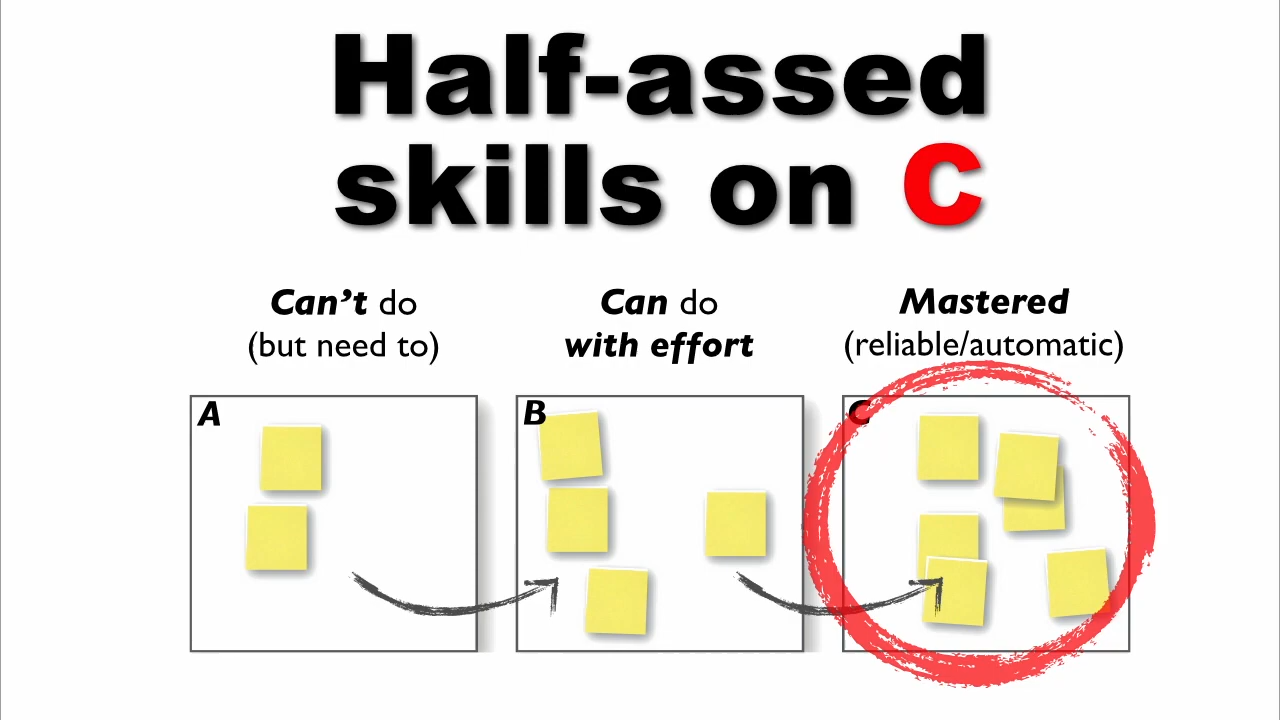 Half-assed
skills on C
Can't do
(but need to)
Can do
with effort
Mastered
(reliable/automatic)
A
B
C